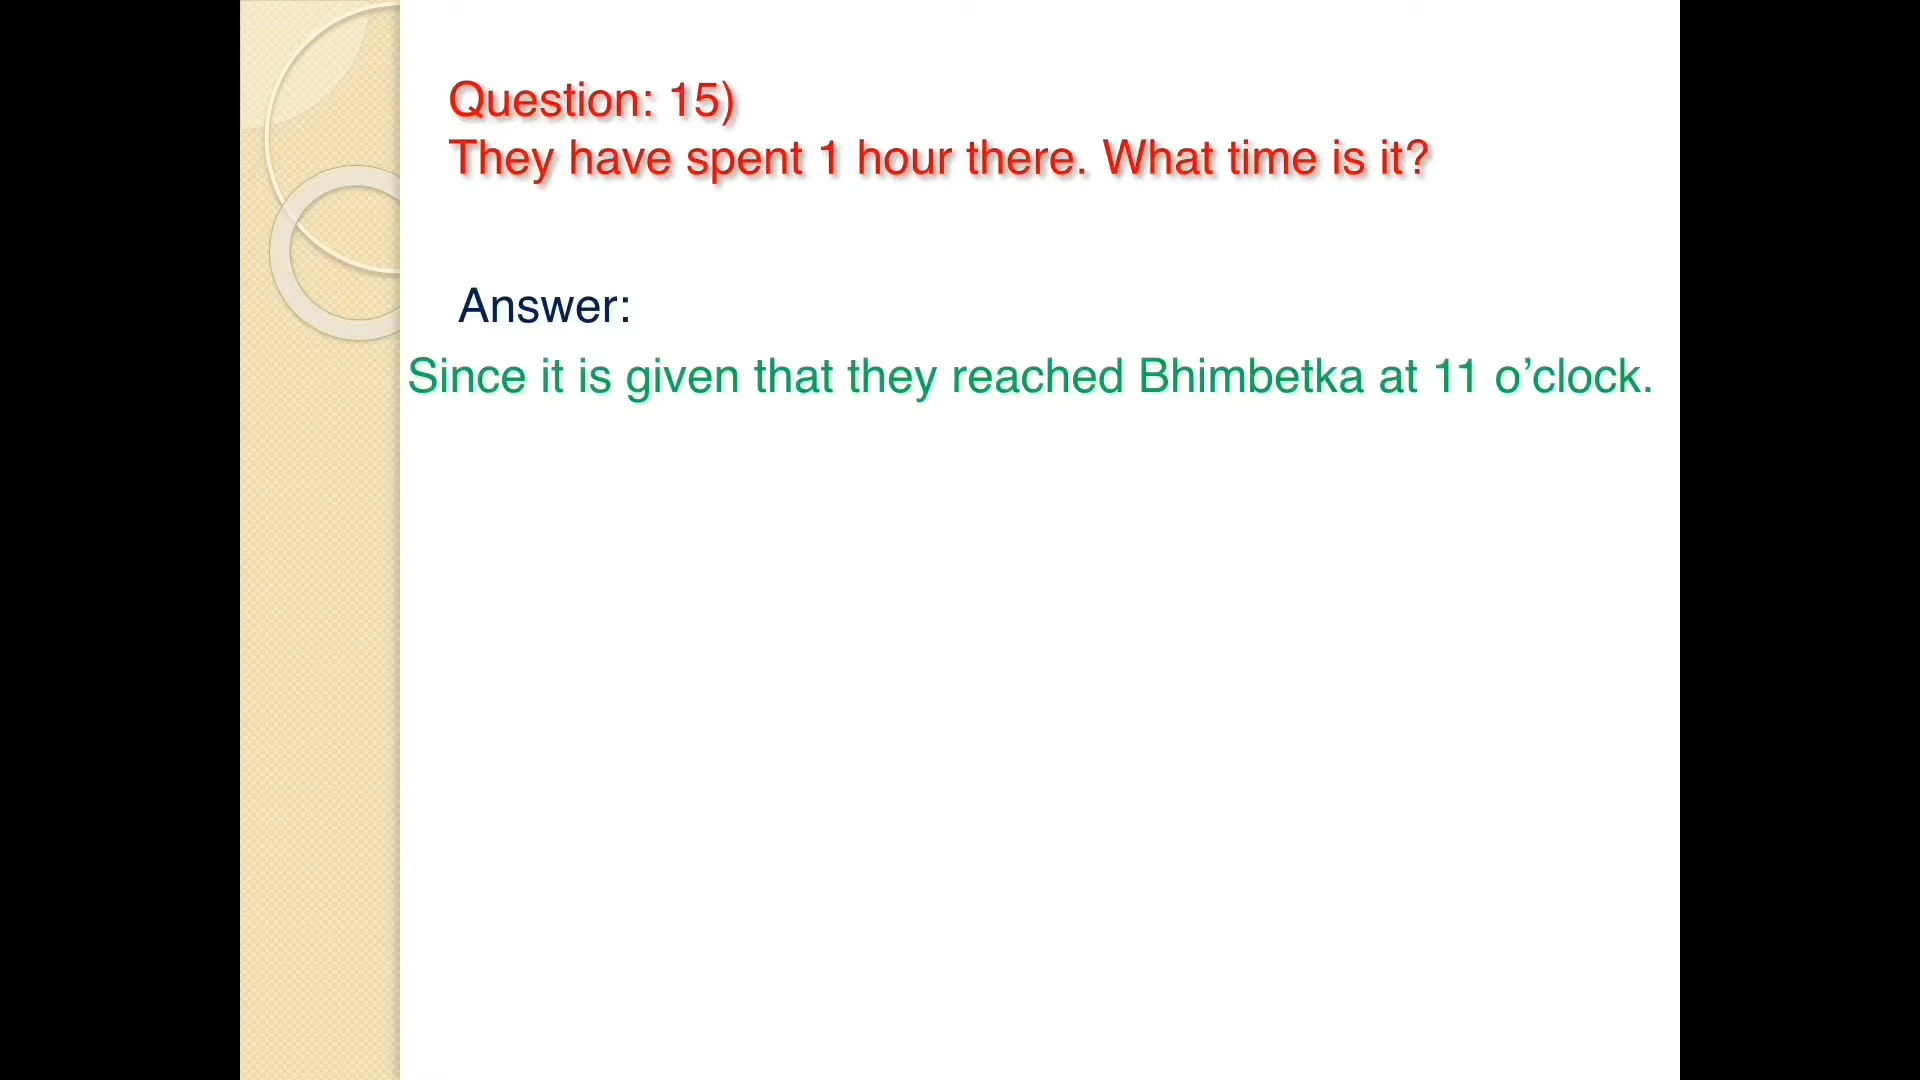 Question: 15)
They have spent 1 hour there. What time is it?
Answer:
Since it is given that they reached Bhimbetka at 11 o’clock.